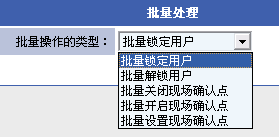 批量处理
批量操作的类型： 批量锁定用户
批量锁定用户
批量解锁用户
批量关闭现场确认点
批量开启现场确认点
批量设置现场确认点